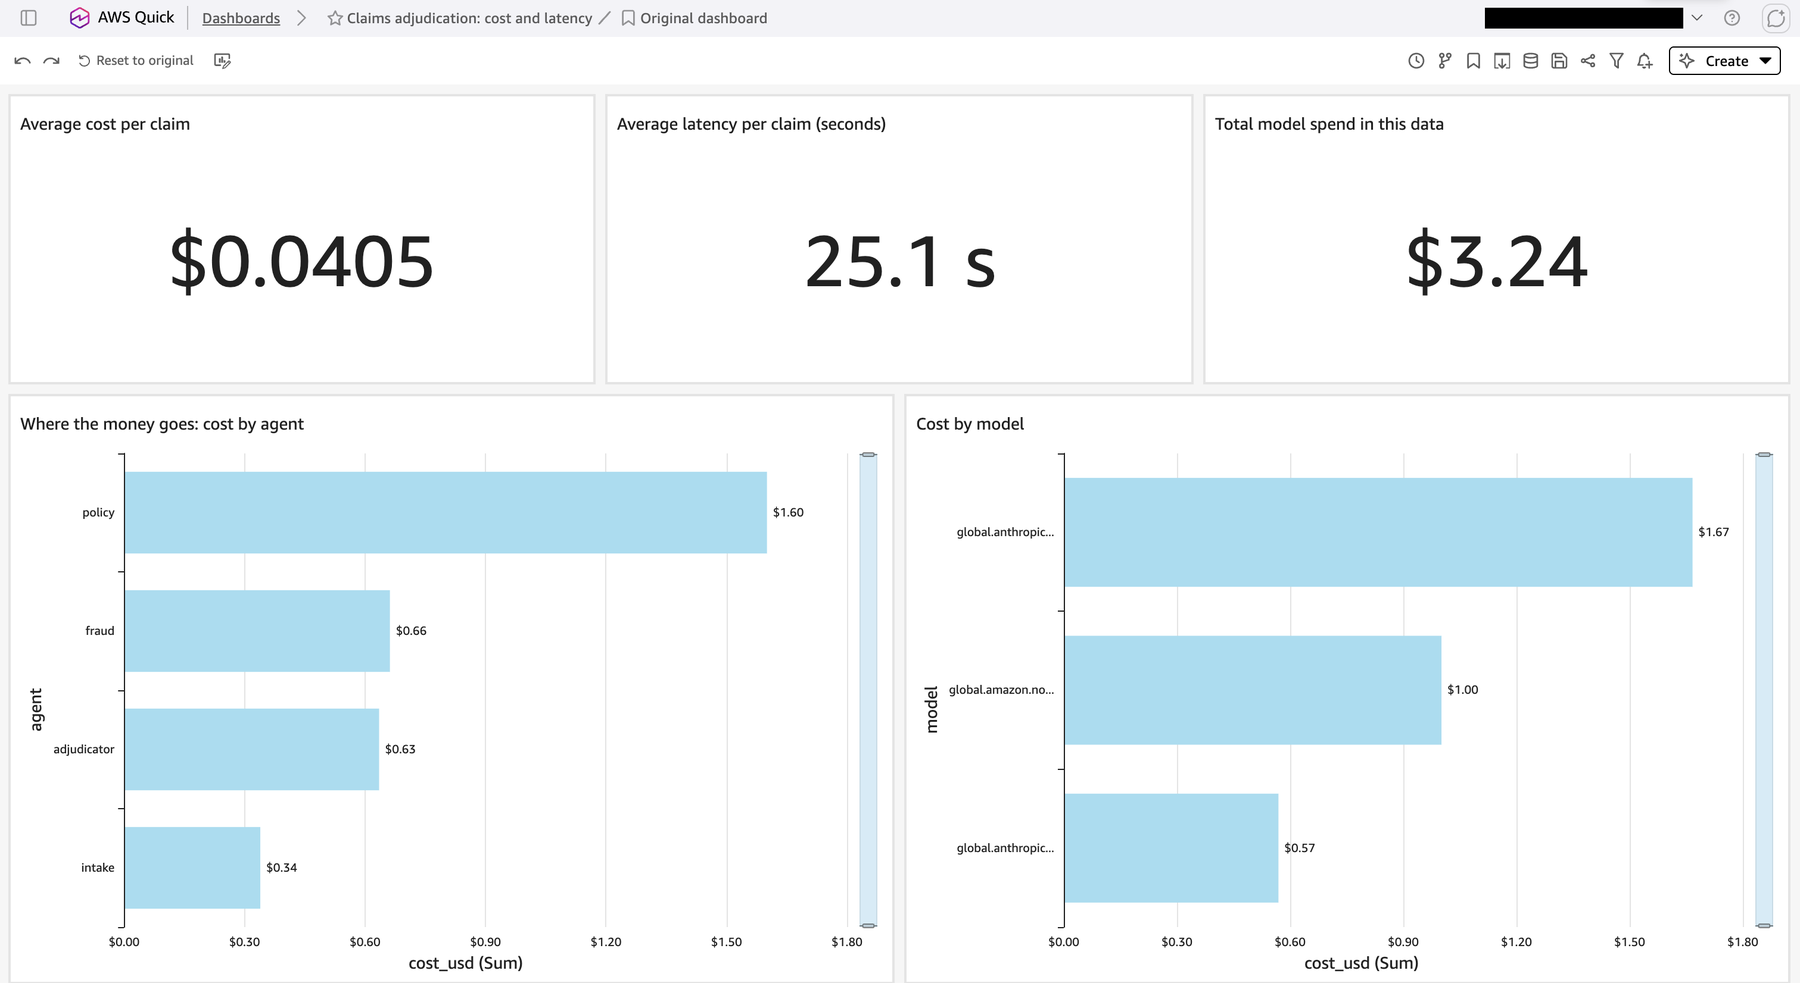 AWS Quick
Dashboards
Claims adjudication: cost and latency
Original dashboard
Reset to original
Create
Average cost per claim
$0.0405
Average latency per claim (seconds)
25.1 s
Total model spend in this data
$3.24
Where the money goes: cost by agent
agent
policy
$1.60
fraud
$0.66
adjudicator
$0.63
intake
$0.34
$0.00 $0.30 $0.60 $0.90 $1.20 $1.50 $1.80
cost_usd (Sum)
Cost by model
model
global.anthropic...
$1.67
global.amazon.no...
$1.00
global.anthropic...
$0.57
$0.00 $0.30 $0.60 $0.90 $1.20 $1.50 $1.80
cost_usd (Sum)